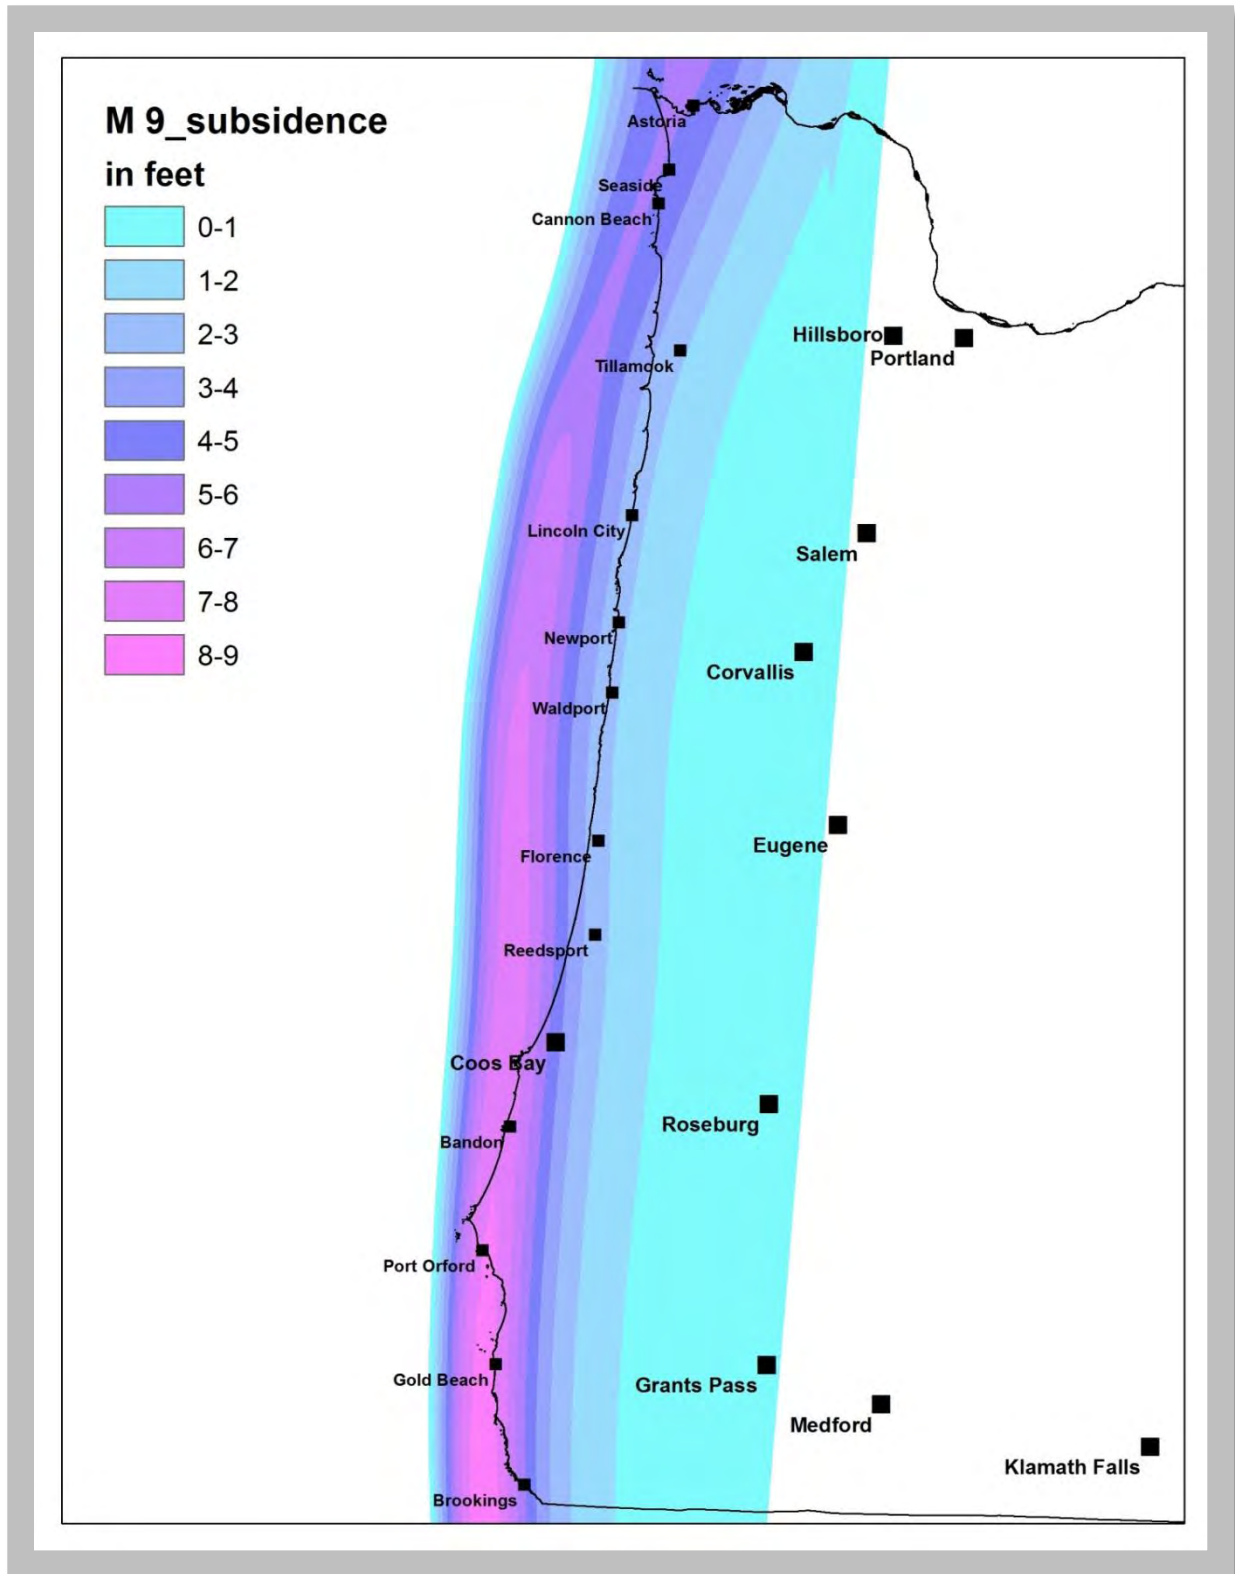 M 9_subsidence
in feet
0-1
1-2
2-3
3-4
4-5
5-6
6-7
7-8
8-9
Astoria
Seaside
Cannon Beach
Hillsboro
Portland
Tillamook
Lincoln City
Salem
Newport
Corvallis
Waldport
Eugene
Florence
Reedsport
Coos Bay
Roseburg
Bandon
Port Orford
Gold Beach
Grants Pass
Medford
Klamath Falls
Brookings